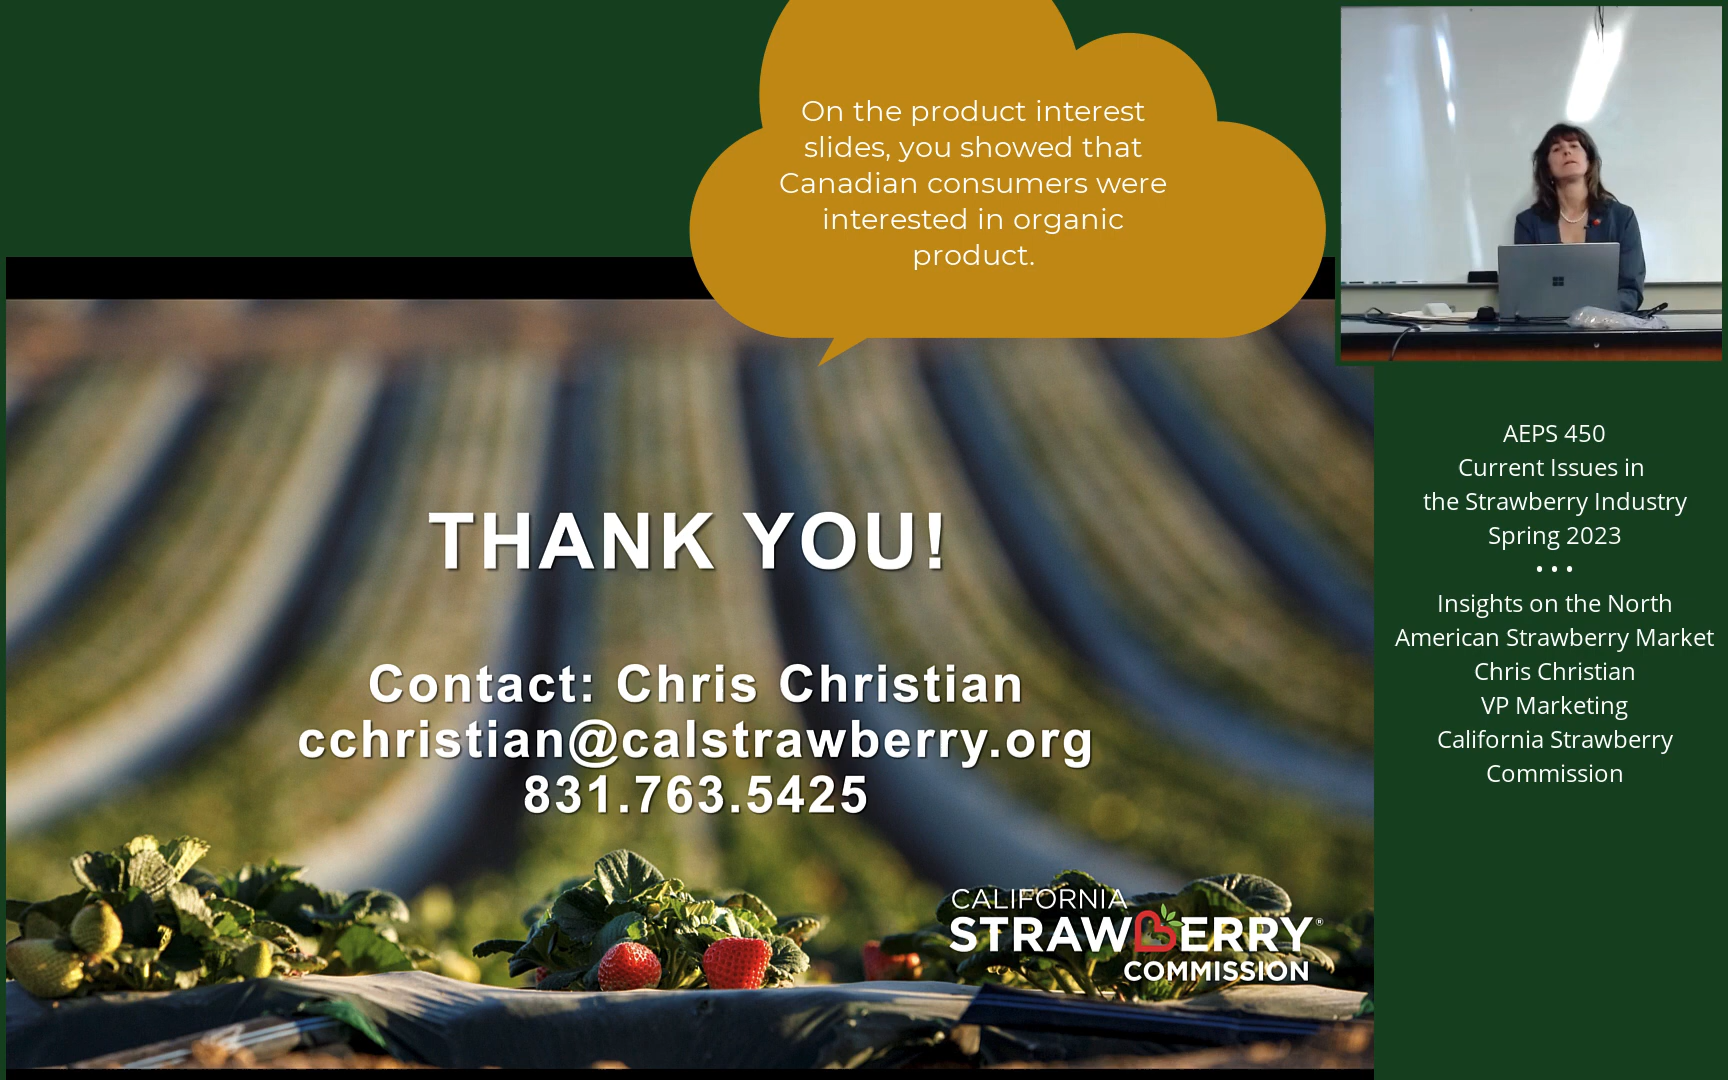 On the product interest
slides, you showed that
Canadian consumers were
interested in organic
product.
THANK YOU!
Contact: Chris Christian
cchristian@calstrawberry.org
831.763.5425
CALIFORNIA
STRAWBERRY®
COMMISSION
AEPS 450
Current Issues in
the Strawberry Industry
Spring 2023
• • •
Insights on the North
American Strawberry Market
Chris Christian
VP Marketing
California Strawberry
Commission